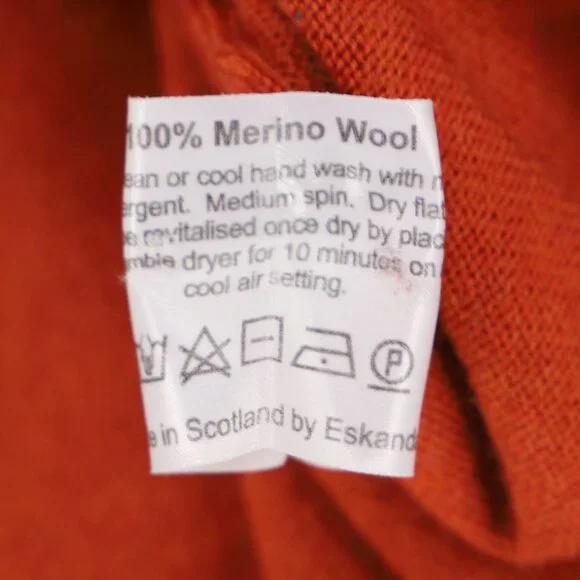 100% Merino Wool
ean or cool hand wash with
ergent. Medium spin. Dry flat
e revitalised once dry by plac
mble dryer for 10 minutes on
cool air setting.
P
e in Scotland by Eskand